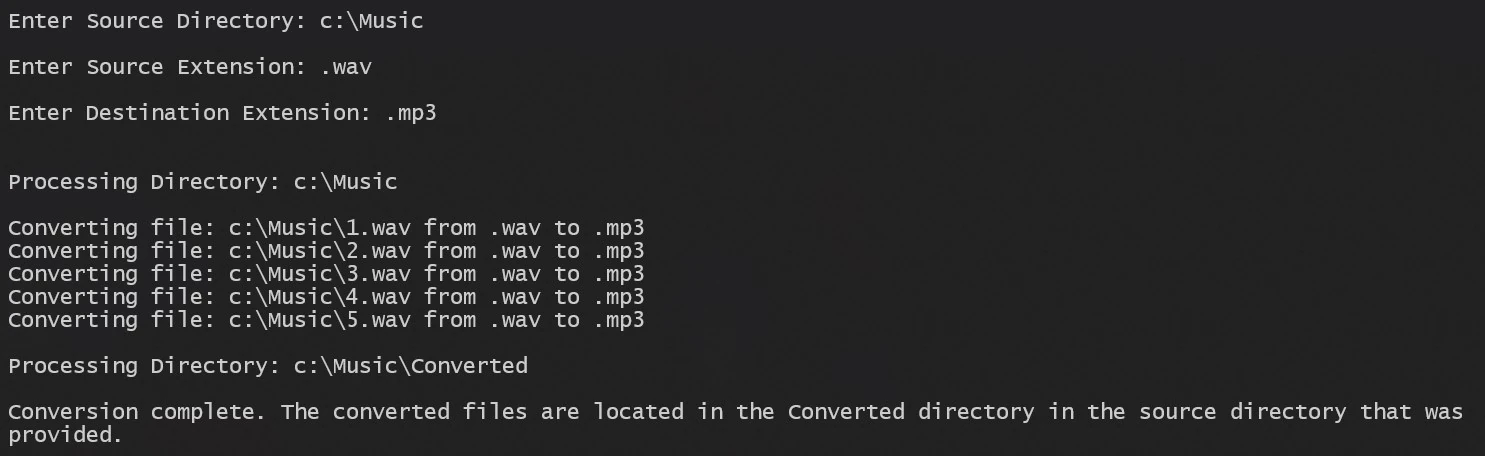 Enter Source Directory: c:\Music
Enter Source Extension: .wav
Enter Destination Extension: .mp3
Processing Directory: c:\Music
Converting file: c:\Music\1.wav from .wav to .mp3
Converting file: c:\Music\2.wav from .wav to .mp3
Converting file: c:\Music\3.wav from .wav to .mp3
Converting file: c:\Music\4.wav from .wav to .mp3
Converting file: c:\Music\5.wav from .wav to .mp3
Processing Directory: c:\Music\Converted
Conversion complete. The converted files are located in the Converted directory in the source directory that was
provided.